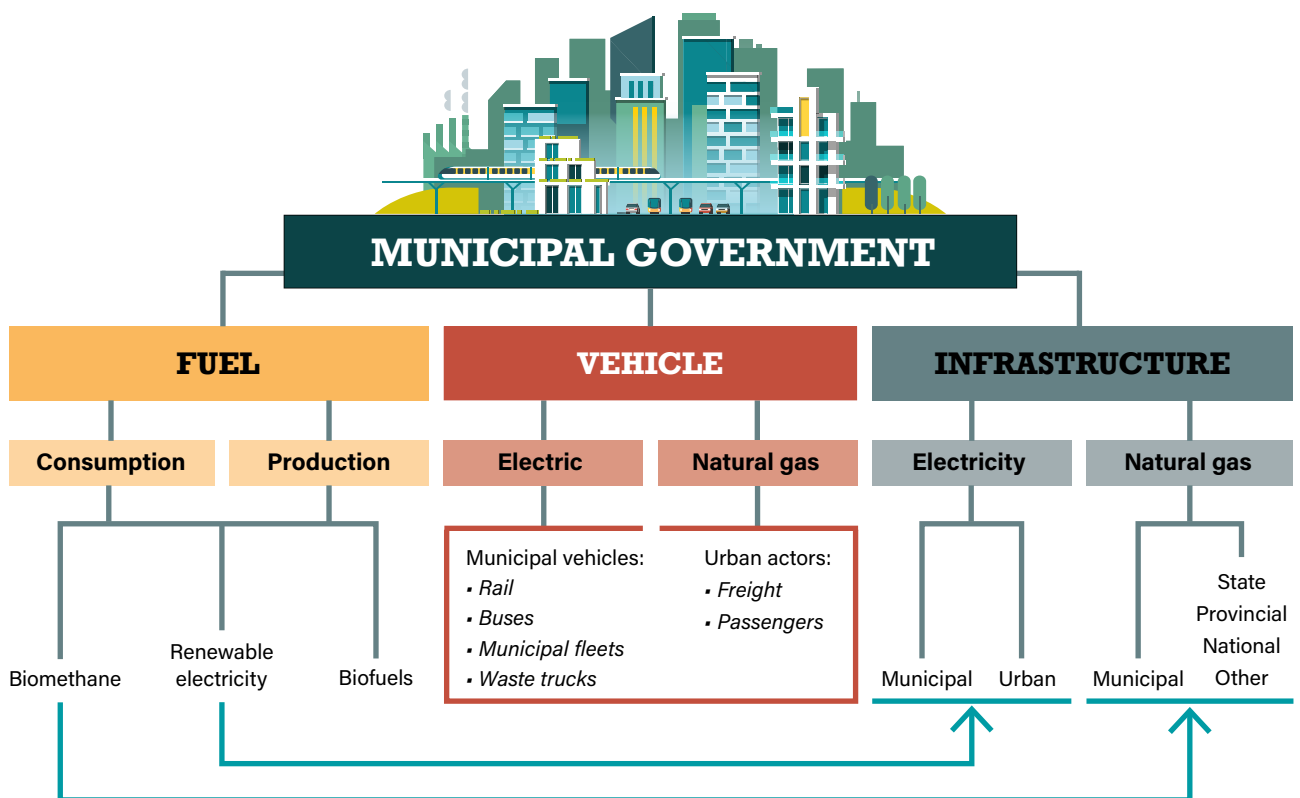 MUNICIPAL GOVERNMENT
FUEL
VEHICLE
INFRASTRUCTURE
Consumption
Production
Electric
Natural gas
Electricity
Natural gas
Biomethane
Renewable
electricity
Biofuels
Municipal vehicles:
• Rail
• Buses
• Municipal fleets
• Waste trucks
Urban actors:
• Freight
• Passengers
Municipal
Urban
Municipal
State
Provincial
National
Other